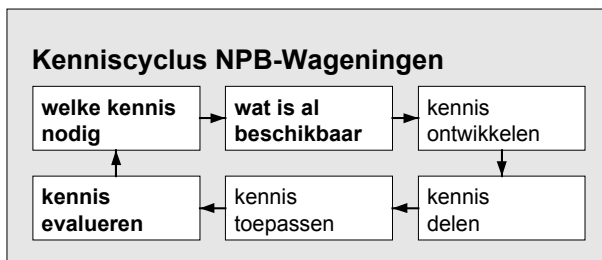 Kenniscyclus NPB-Wageningen
welke kennis
nodig
wat is al
beschikbaar
kennis
ontwikkelen
kennis
delen
kennis
toepassen
kennis
evalueren